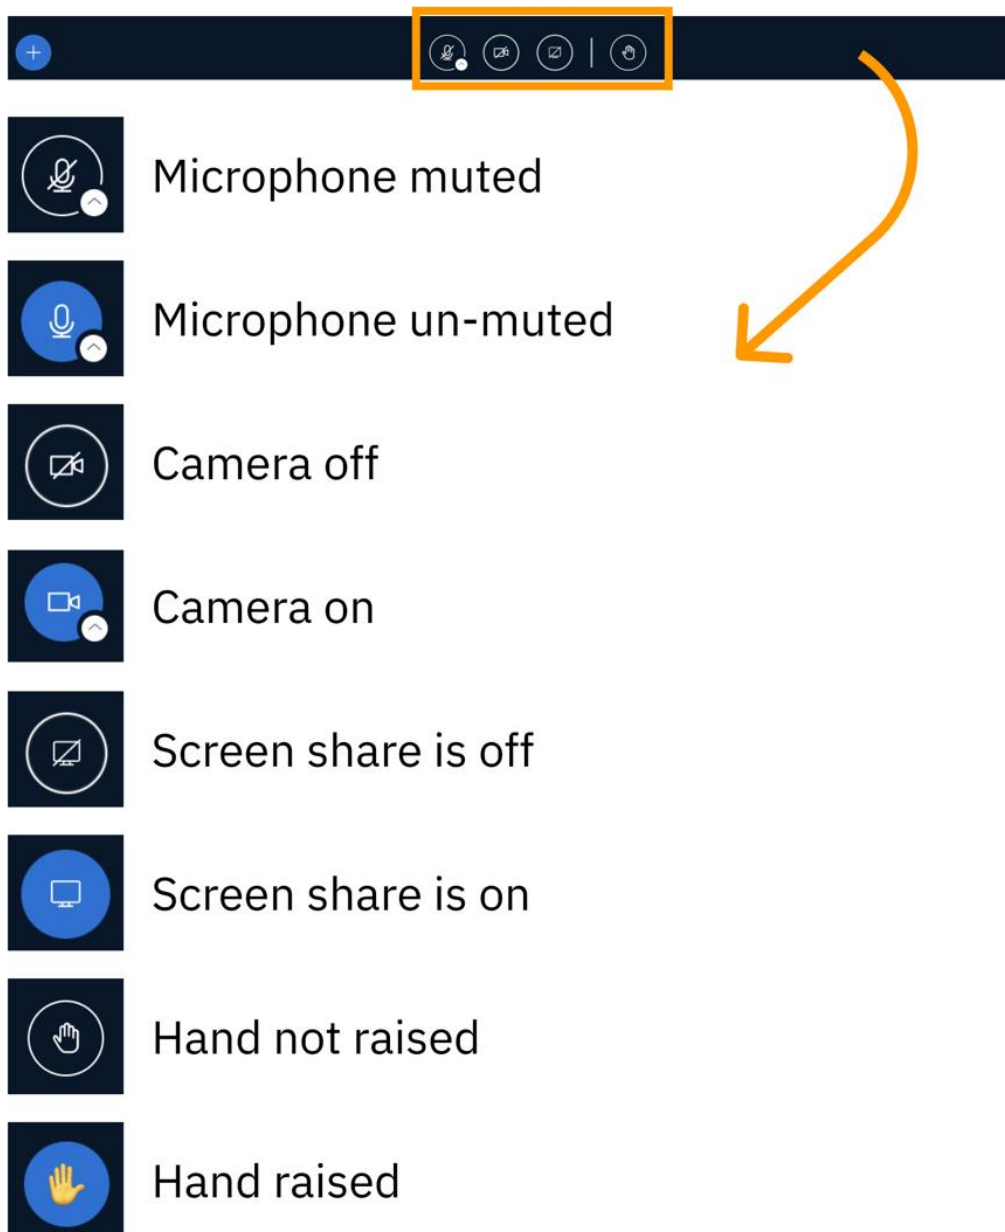 Microphone muted
Microphone un-muted
Camera off
Camera on
Screen share is off
Screen share is on
Hand not raised
Hand raised